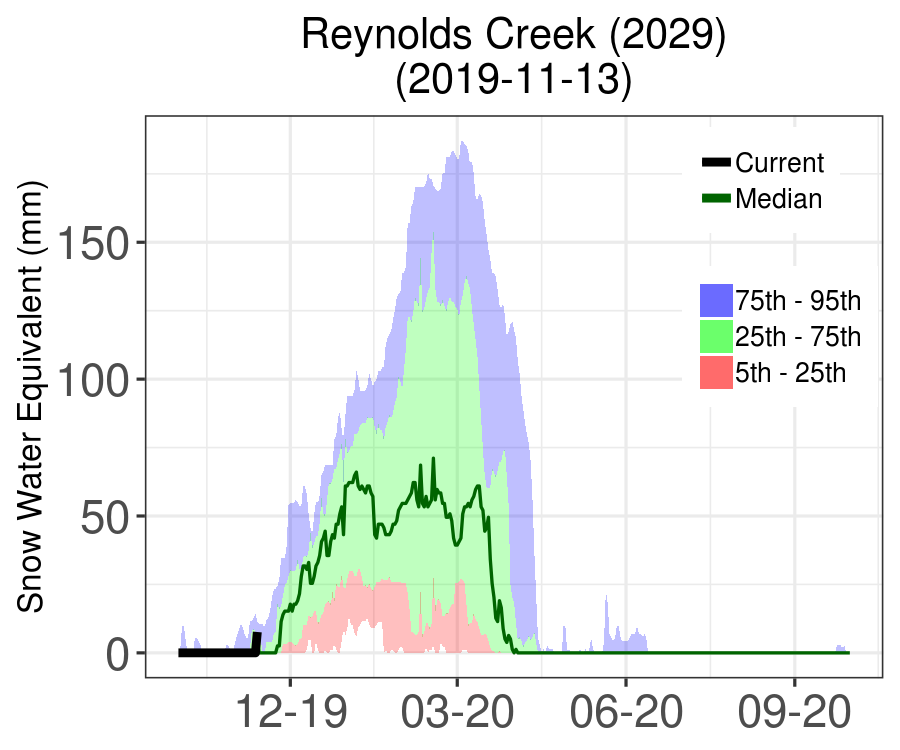 Reynolds Creek (2029)
(2019-11-13)
Snow Water Equivalent (mm)
150
100
50
0
12-19 03-20 06-20 09-20
Current
Median
75th - 95th
25th - 75th
5th - 25th